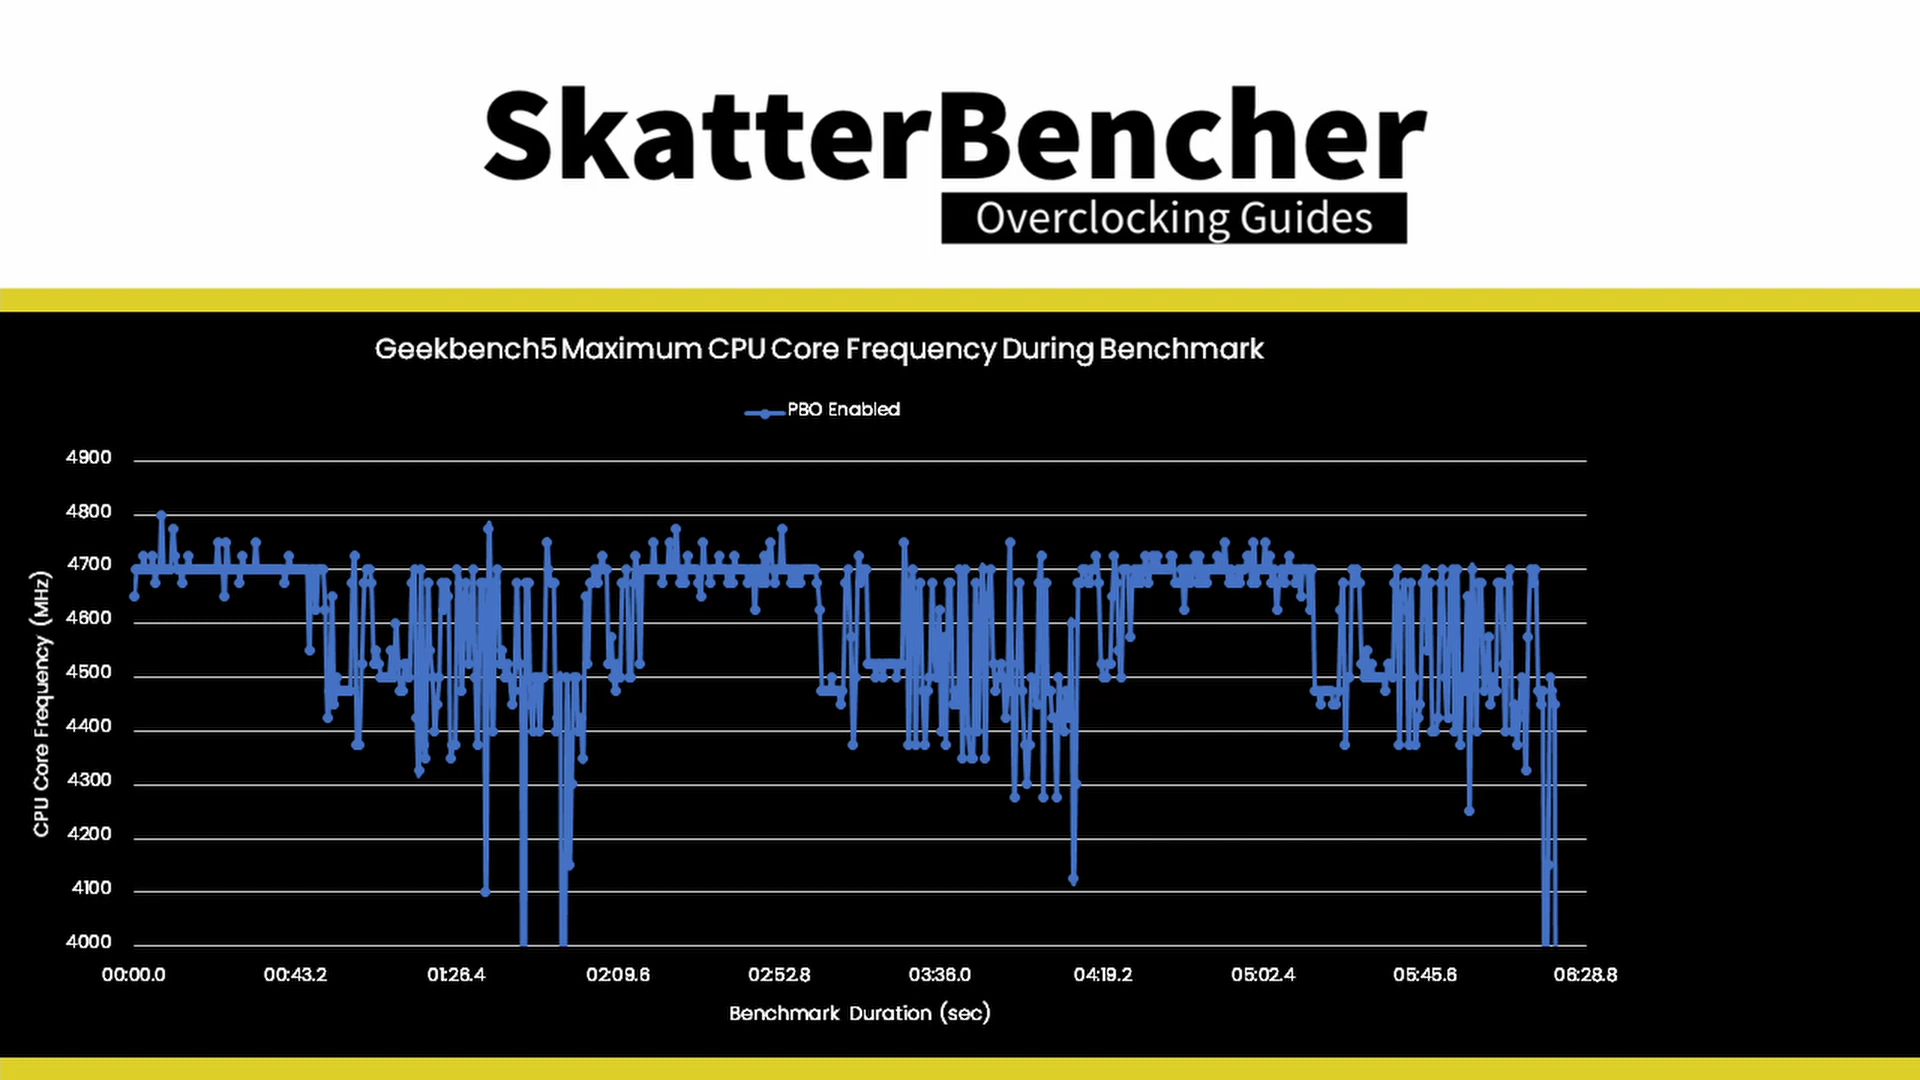 SkatterBencher
Overclocking Guides
Geekbench5 Maximum CPU Core Frequency During Benchmark
PBO Enabled
CPU Core Frequency (MHz)
4900
4800
4700
4600
4500
4400
4300
4200
4100
4000
00:00.0 00:43.2 01:26.4 02:09.6 02:52.8 03:36.0 04:19.2 05:02.4 05:45.6 06:28.8
Benchmark Duration (sec)